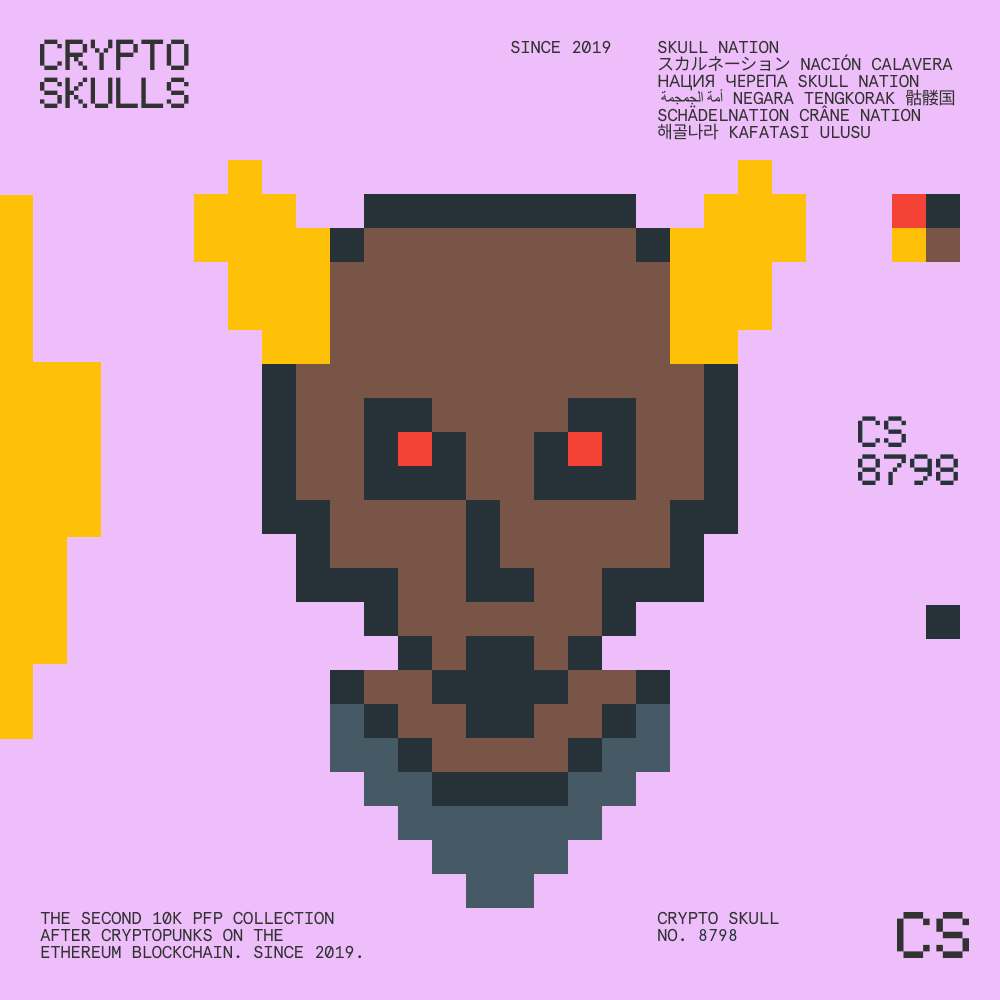 CRYPTO
SKULLS
SINCE 2019
SKULL NATION
スカルネーション NACIÓN CALAVERA
НАЦИЯ ЧЕРЕПА SKULL NATION
أمة الجمجمة NEGARA TENGKORAK 骷髅国
SCHÄDELNATION CRÂNE NATION
해골나라 KAFATASI ULUSU
CS
8798
THE SECOND 10K PFP COLLECTION
AFTER CRYPTOPUNKS ON THE
ETHEREUM BLOCKCHAIN. SINCE 2019.
CRYPTO SKULL
NO. 8798
CS